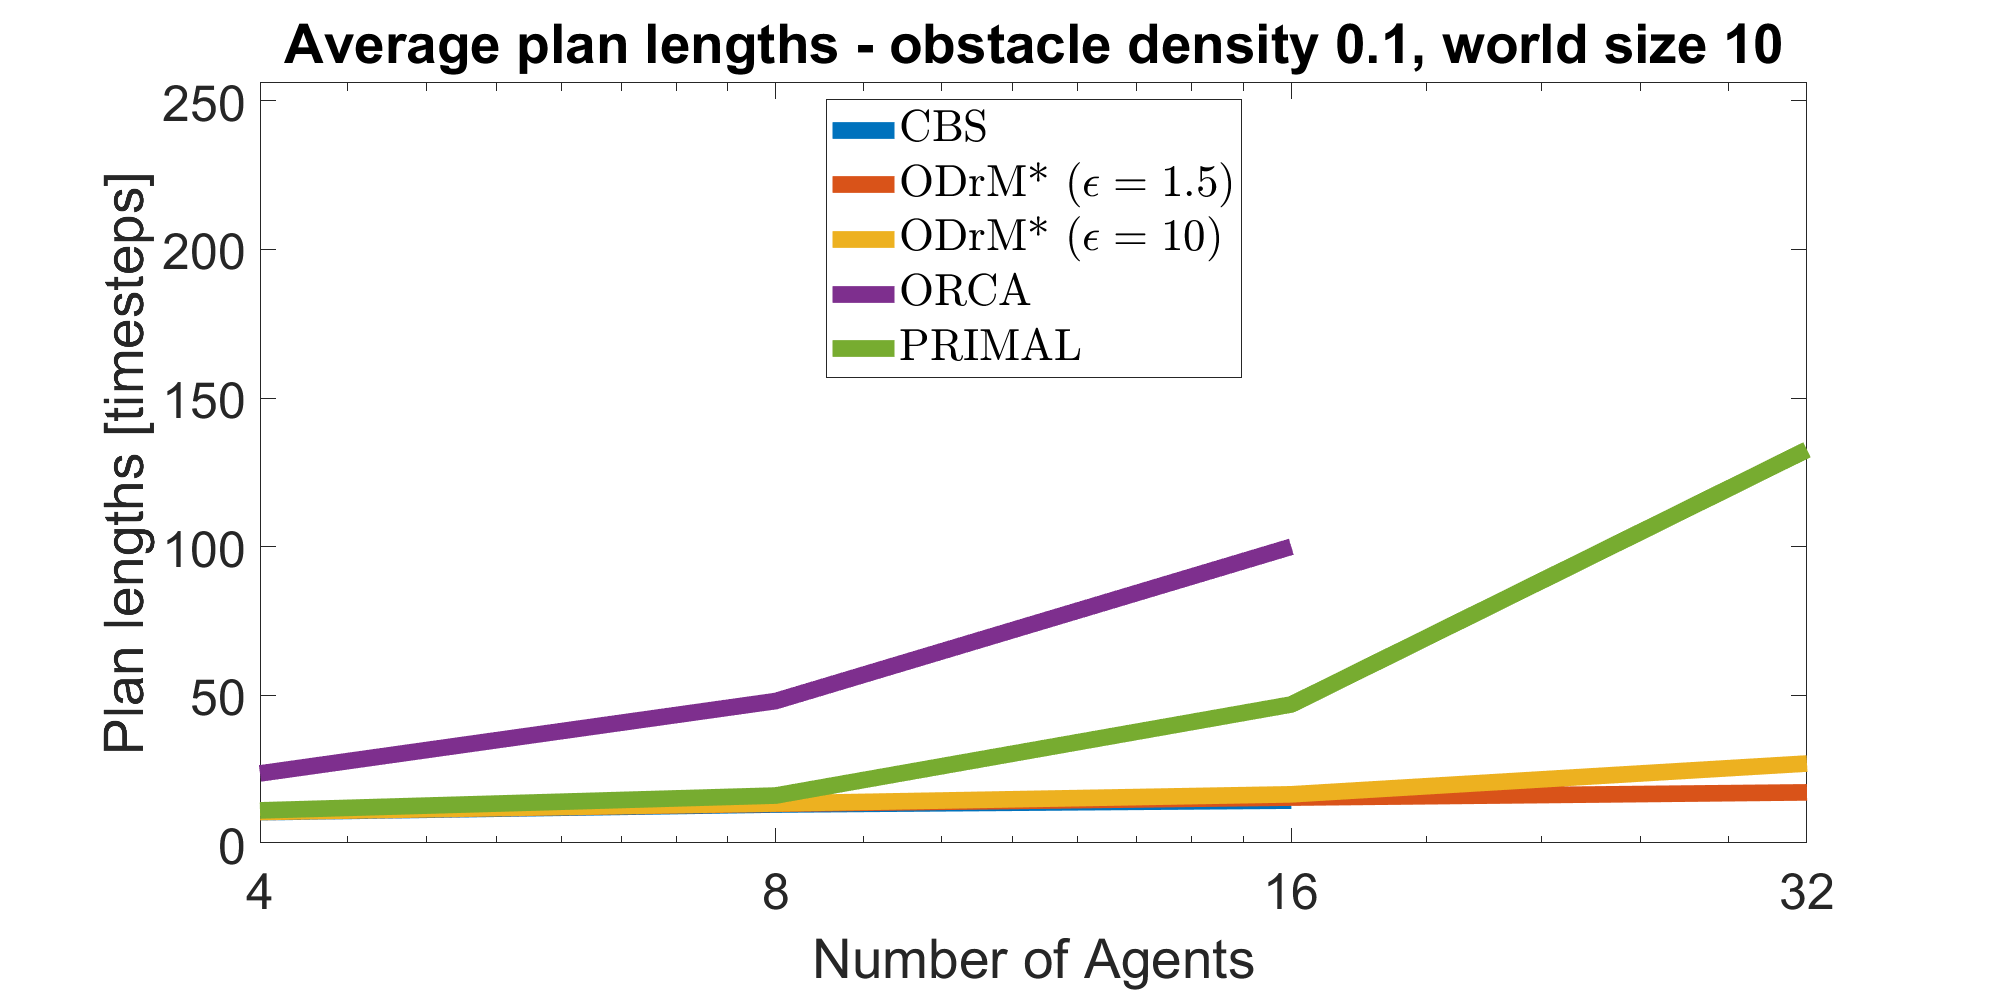 Average plan lengths - obstacle density 0.1, world size 10
250
200
150
100
50
0
Plan lengths [timesteps]
CBS
ODrM* (ϵ = 1.5)
ODrM* (ϵ = 10)
ORCA
PRIMAL
4 8 16 32
Number of Agents